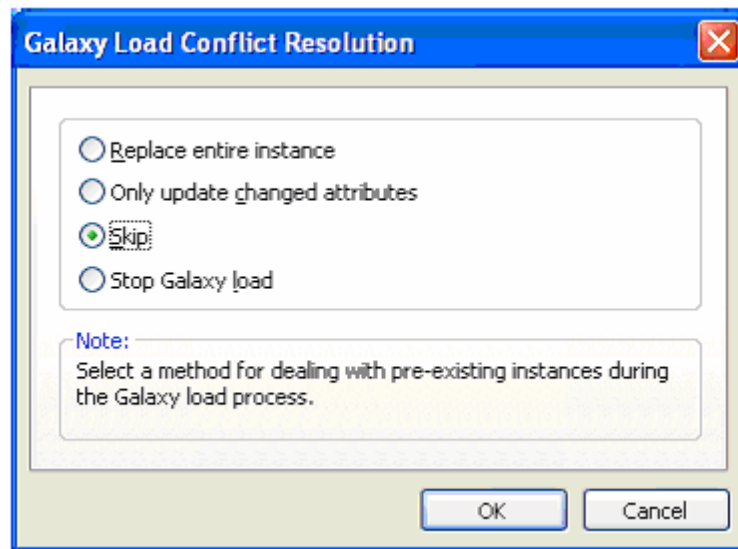 Galaxy Load Conflict Resolution
Replace entire instance
Only update changed attributes
Skip
Stop Galaxy load
Note:
Select a method for dealing with pre-existing instances during
the Galaxy load process.
OK
Cancel